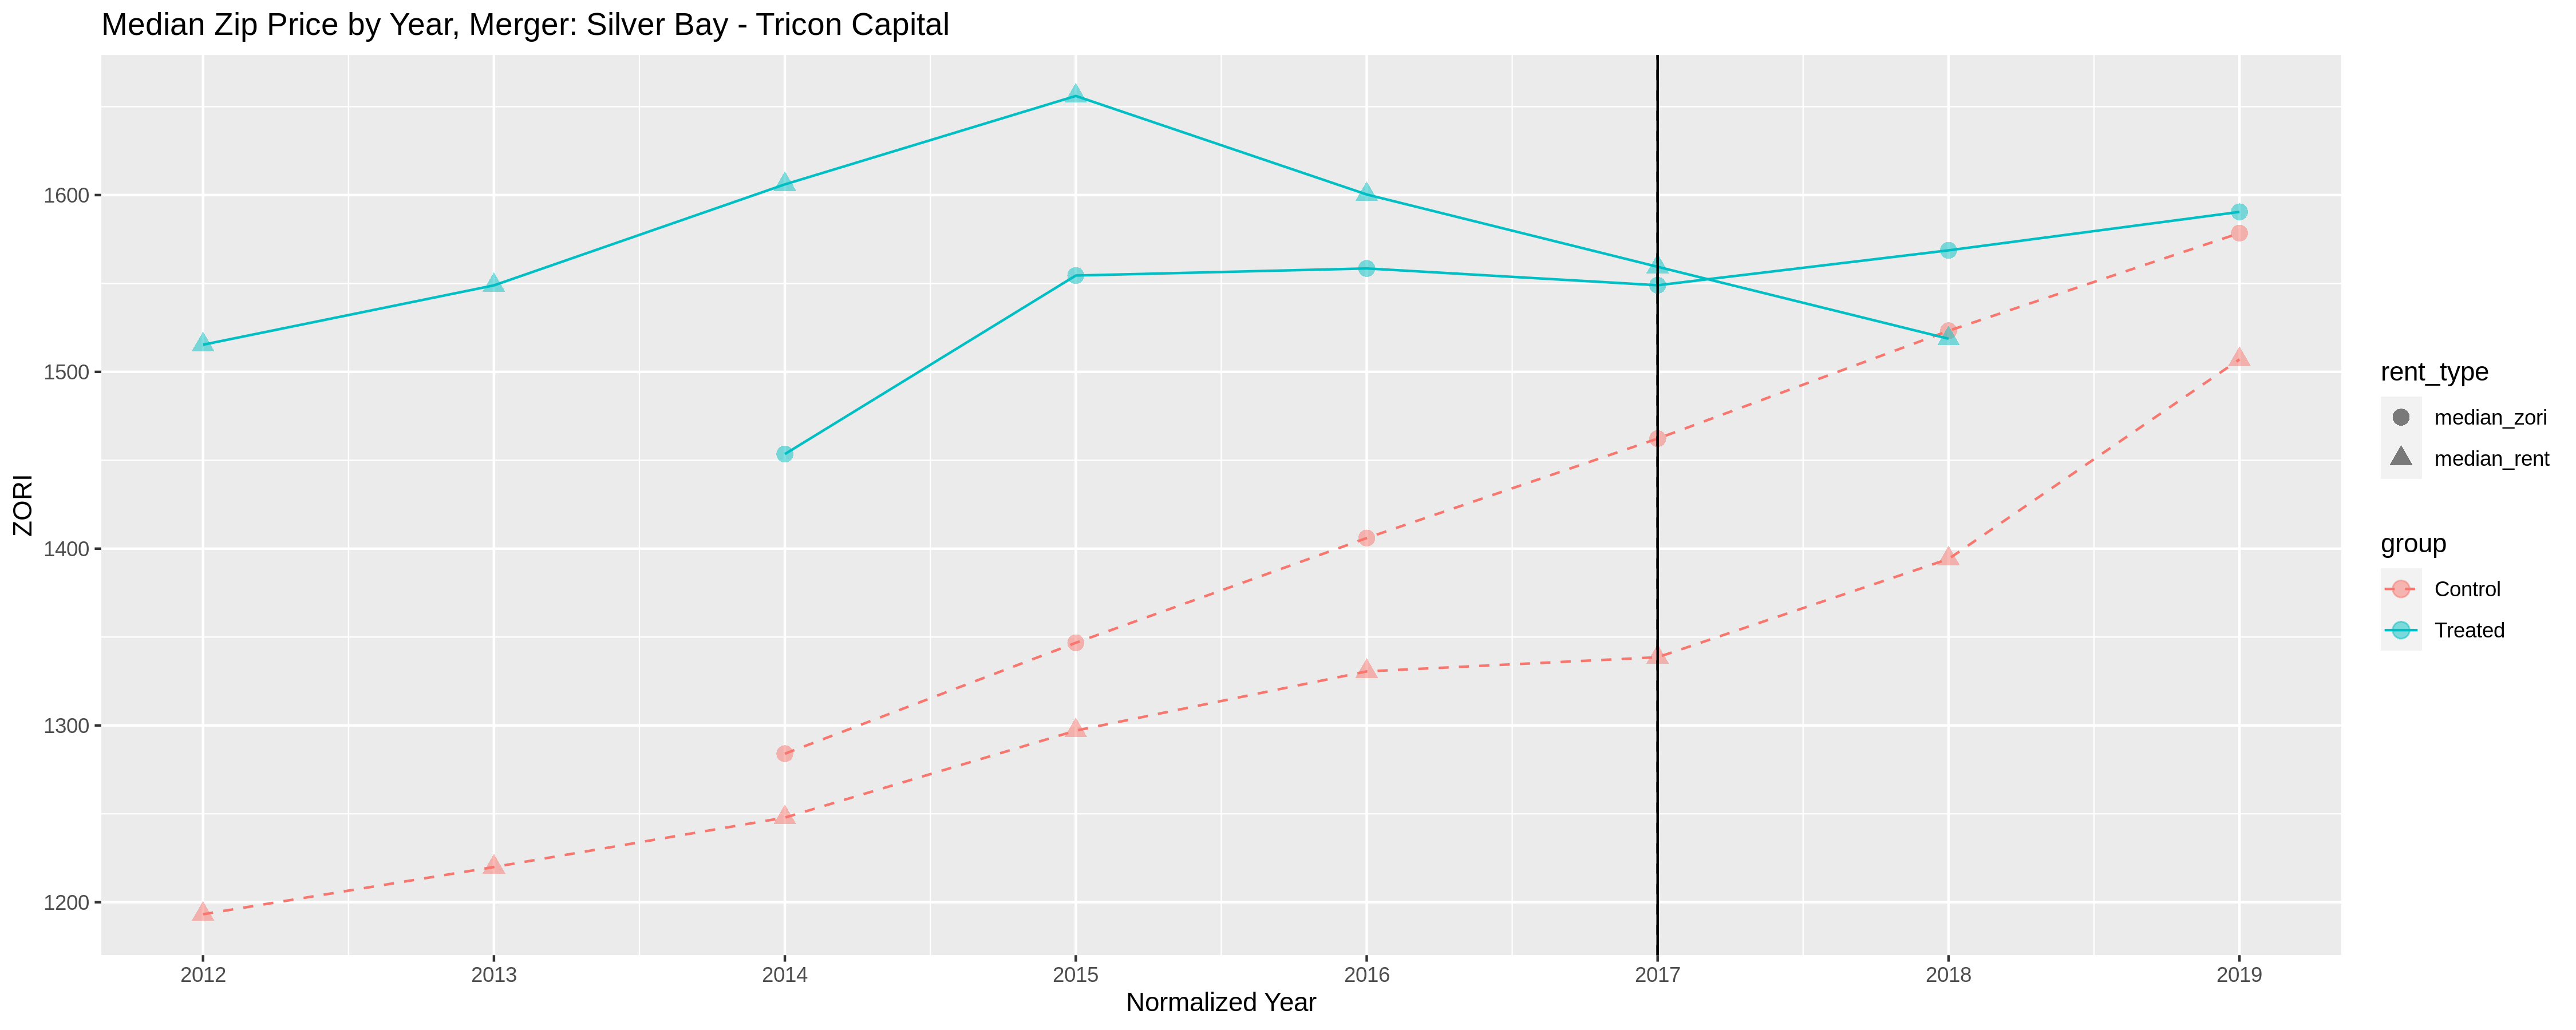 Median Zip Price by Year, Merger: Silver Bay - Tricon Capital
ZORI
1600
1500
1400
1300
1200
2012 2013 2014 2015 2016 2017 2018 2019
Normalized Year
rent_type
median_zori
median_rent
group
Control
Treated